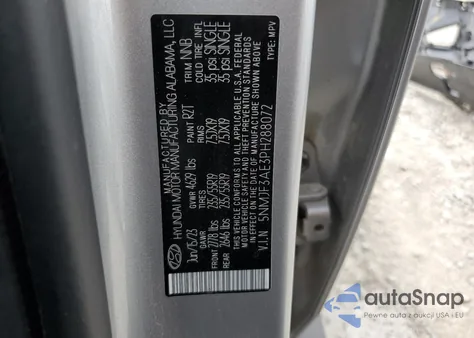 MANUFACTURED BY
HYUNDAI MOTOR MANUFACTURING ALABAMA, LLC
Jun/15/23 GVWR 4629 lbs PAINT R2T TRIM NNB
GAWR TIRES RIMS COLD TIRE INFL
FRONT 2778 lbs 235/55R19 7.5JX19 35 psi SINGLE
REAR 2646 lbs 235/55R19 7.5JX19 35 psi SINGLE
THIS VEHICLE CONFORMS TO ALL APPLICABLE U.S.A. FEDERAL
MOTOR VEHICLE SAFETY AND THEFT PREVENTION STANDARDS
IN EFFECT ON THE DATE OF MANUFACTURE SHOWN ABOVE.
V.I.N 5NMJF3AE3PH288072 TYPE: MPV
autaSnap
Pewne auta z aukcji USA i EU